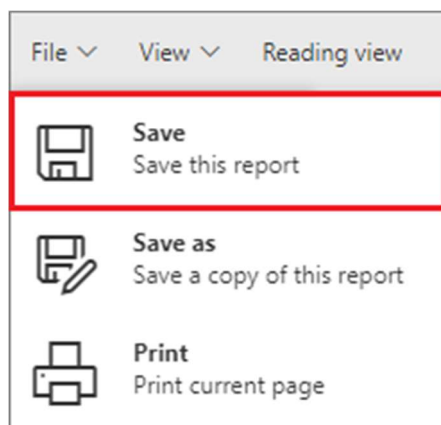 File View Reading view
Save
Save this report
Save as
Save a copy of this report
Print
Print current page